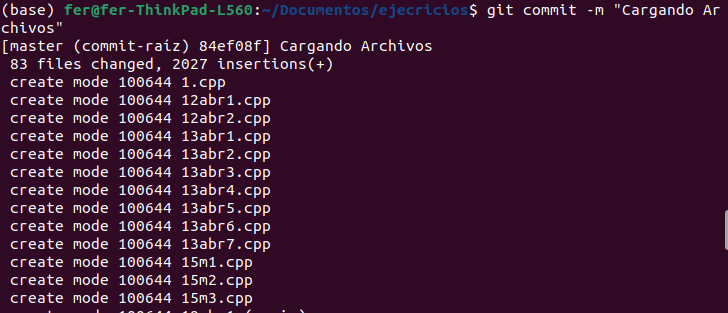 (base) fer@fer-ThinkPad-L560:~/Documentos/ejecricios$ git commit -m "Cargando Ar
chivos"
[master (commit-raíz) 84ef08f] Cargando Archivos
 83 files changed, 2027 insertions(+)
 create mode 100644 1.cpp
 create mode 100644 12abr1.cpp
 create mode 100644 12abr2.cpp
 create mode 100644 13abr1.cpp
 create mode 100644 13abr2.cpp
 create mode 100644 13abr3.cpp
 create mode 100644 13abr4.cpp
 create mode 100644 13abr5.cpp
 create mode 100644 13abr6.cpp
 create mode 100644 13abr7.cpp
 create mode 100644 15m1.cpp
 create mode 100644 15m2.cpp
 create mode 100644 15m3.cpp